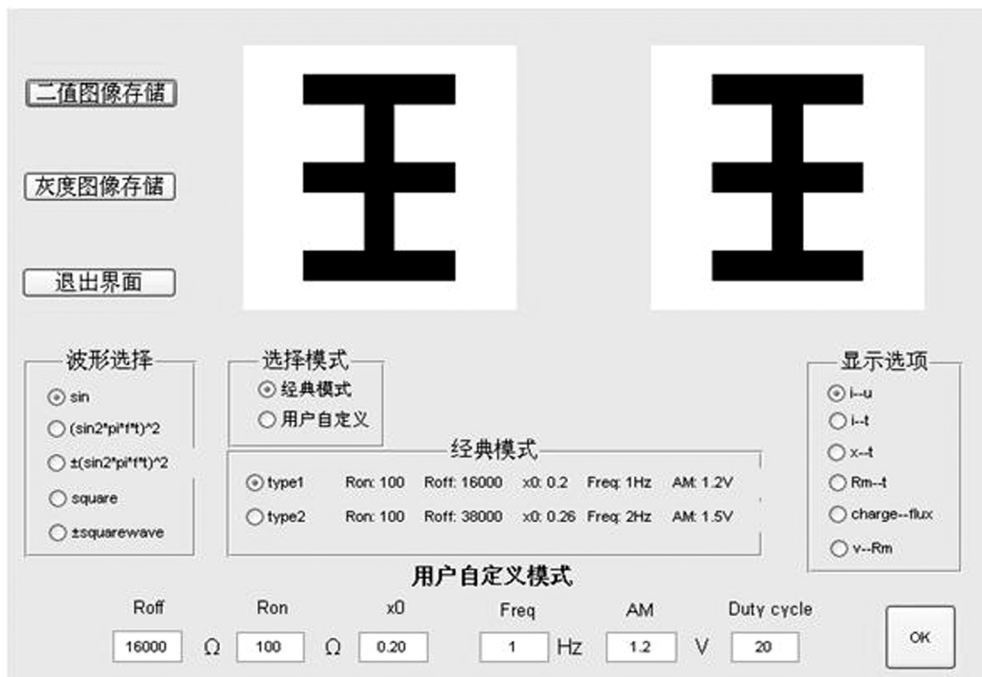 二值图像存储
王
王
灰度图像存储
退出界面
波形选择
sin
(sin2*pi*f*t)^2
±(sin2*pi*f*t)^2
square
±squarewave
选择模式
经典模式
用户自定义
经典模式
type1 Ron: 100 Roff: 16000 x0: 0.2 Freq: 1Hz AM: 1.2V
type2 Ron: 100 Roff: 38000 x0: 0.26 Freq: 2Hz AM: 1.5V
显示选项
i--u
i--t
x--t
Rm--t
charge--flux
v--Rm
用户自定义模式
Roff Ron x0 Freq AM Duty cycle
16000 Ω 100 Ω 0.20 1 Hz 1.2 V 20
OK